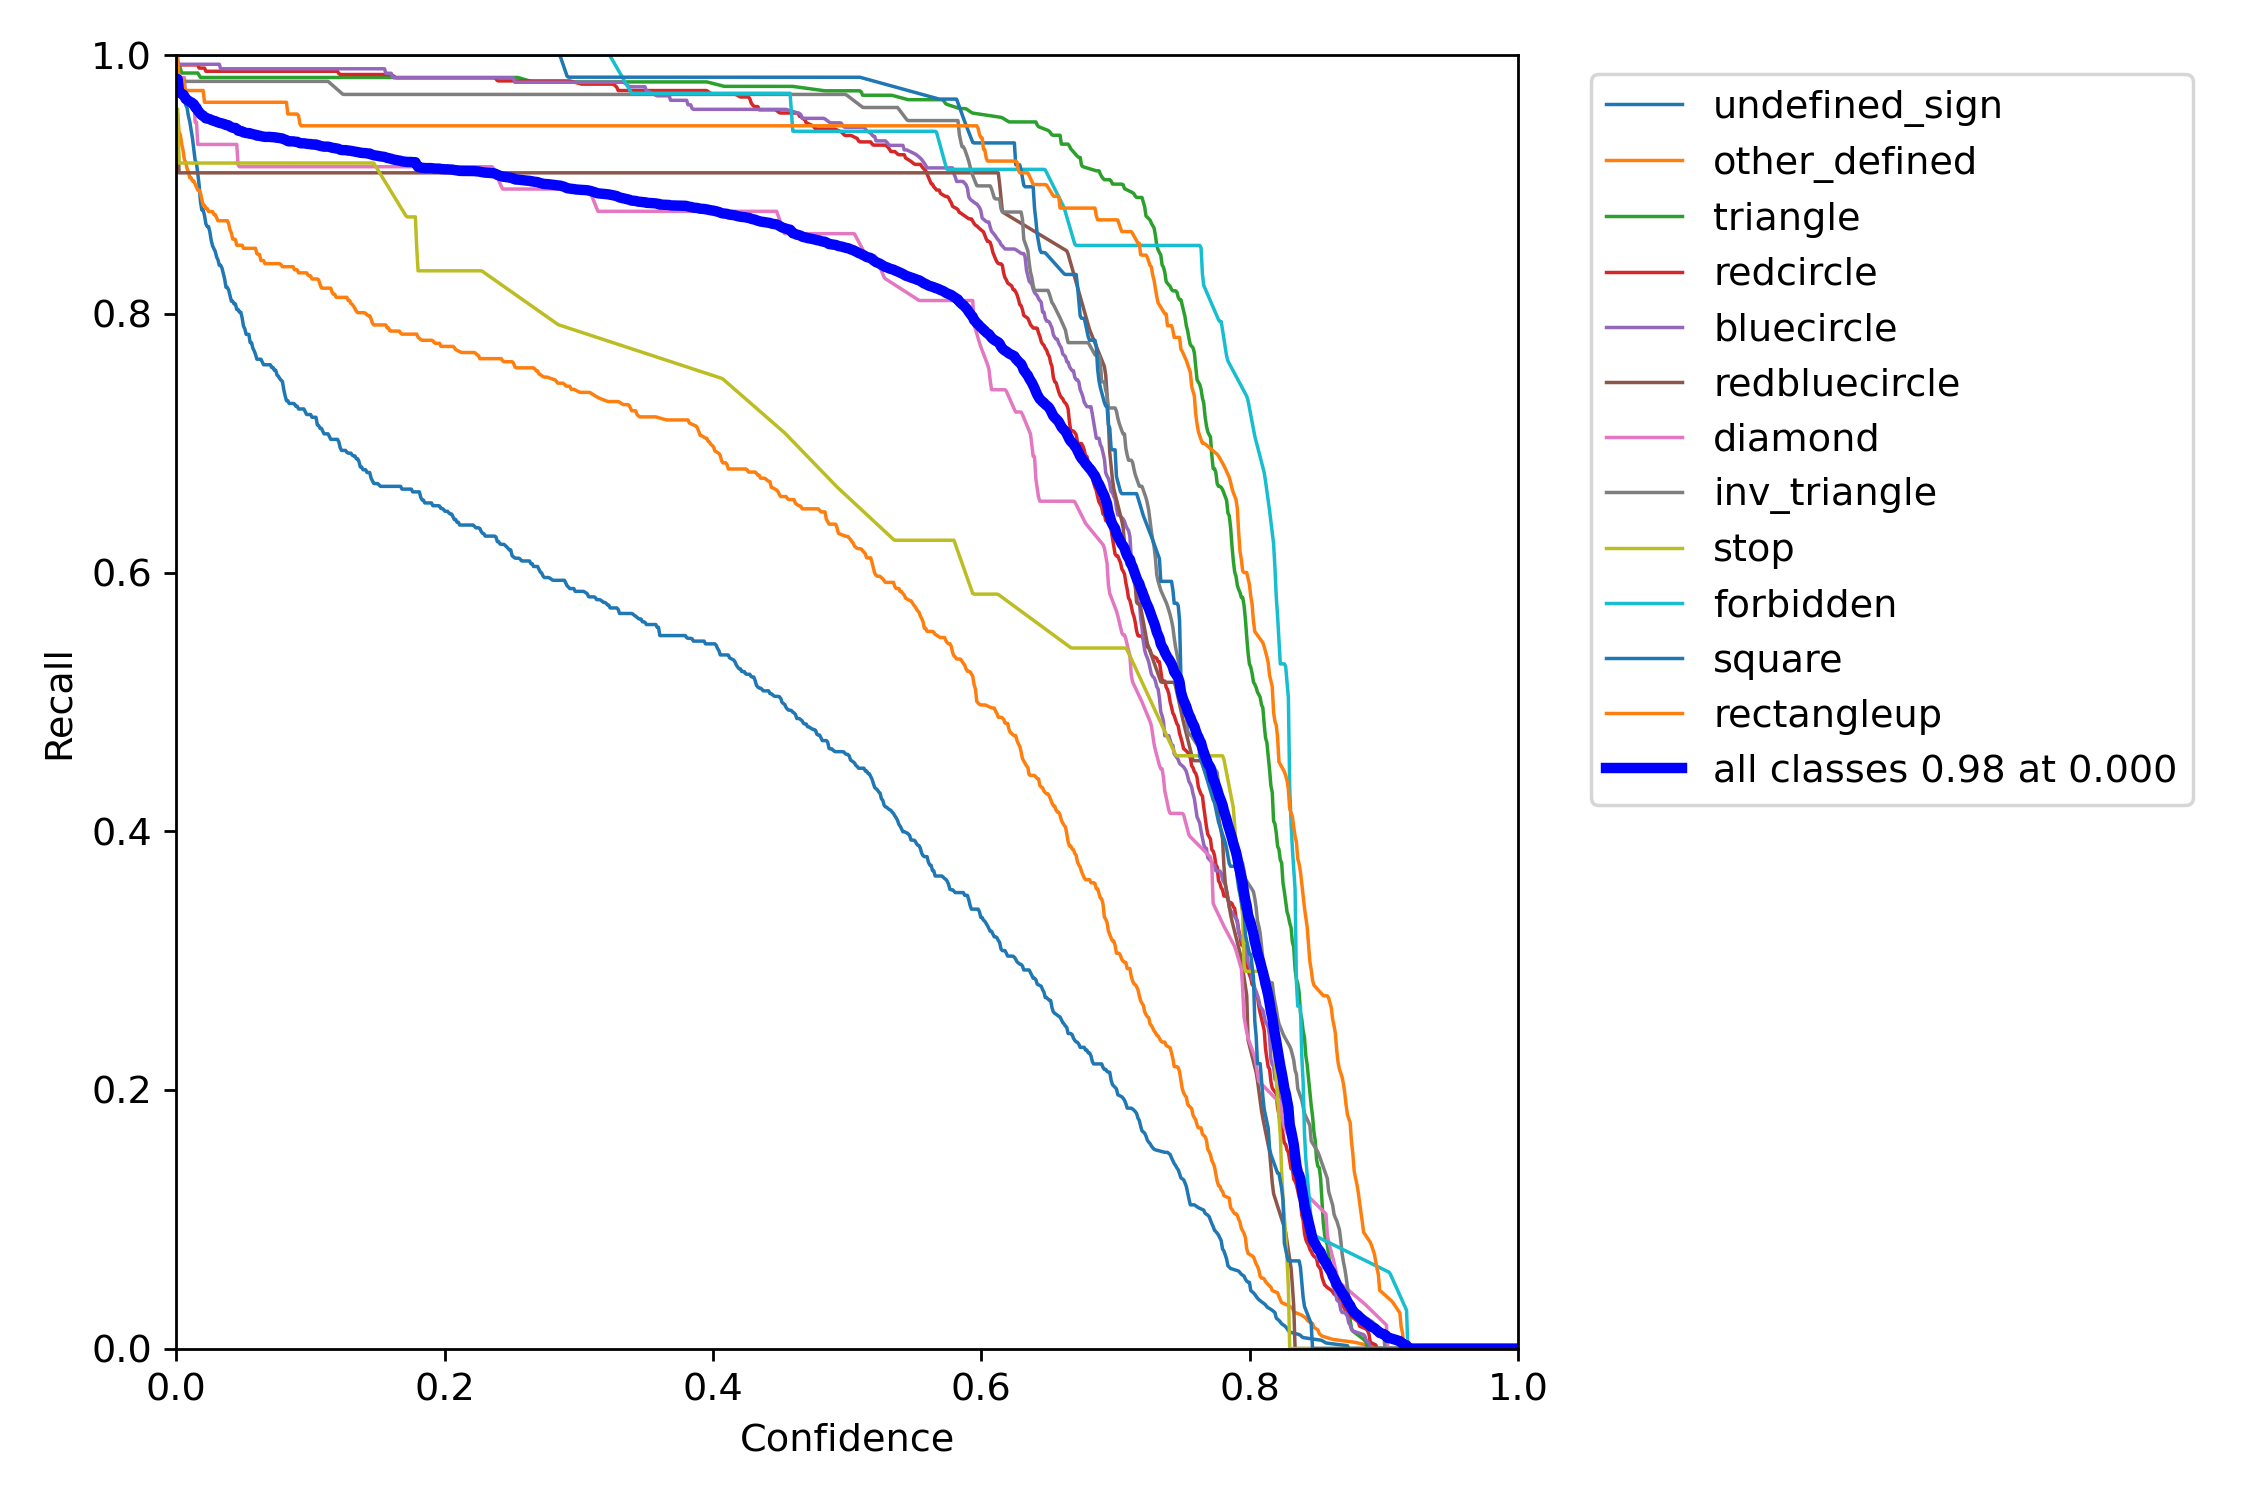 1.0
0.8
0.6
0.4
0.2
0.0
0.0 0.2 0.4 0.6 0.8 1.0
Recall
Confidence
undefined_sign
other_defined
triangle
redcircle
bluecircle
redbluecircle
diamond
inv_triangle
stop
forbidden
square
rectangleup
all classes 0.98 at 0.000